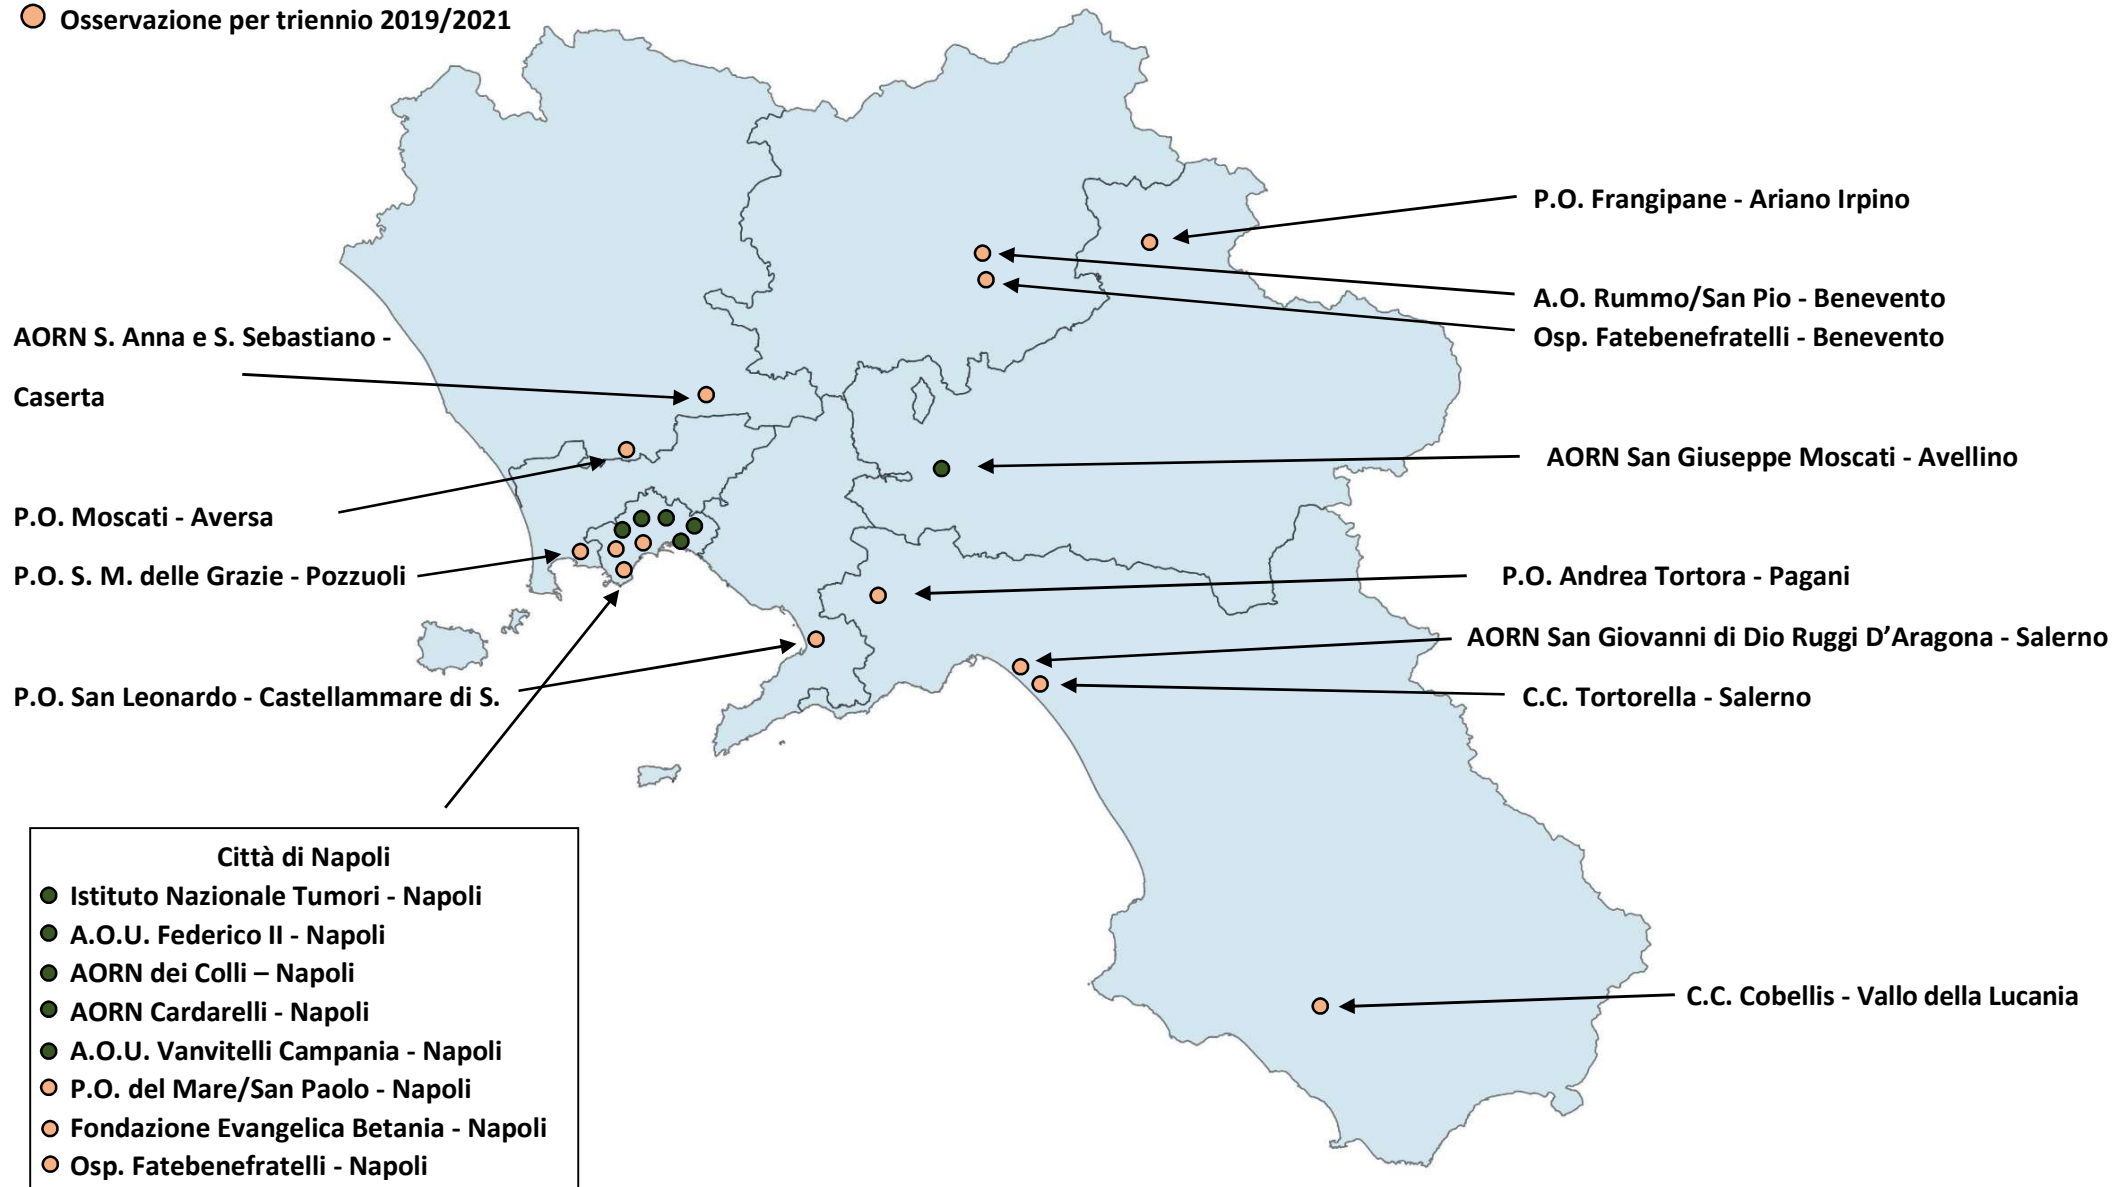 Osservazione per triennio 2019/2021
P.O. Frangipane - Ariano Irpino
A.O. Rummo/San Pio - Benevento
Osp. Fatebenefratelli - Benevento
AORN S. Anna e S. Sebastiano -
Caserta
AORN San Giuseppe Moscati - Avellino
P.O. Moscati - Aversa
P.O. S. M. delle Grazie - Pozzuoli
P.O. Andrea Tortora - Pagani
AORN San Giovanni di Dio Ruggi D’Aragona - Salerno
P.O. San Leonardo - Castellammare di S.
C.C. Tortorella - Salerno
Città di Napoli
Istituto Nazionale Tumori - Napoli
A.O.U. Federico II - Napoli
AORN dei Colli – Napoli
AORN Cardarelli - Napoli
A.O.U. Vanvitelli Campania - Napoli
P.O. del Mare/San Paolo - Napoli
Fondazione Evangelica Betania - Napoli
Osp. Fatebenefratelli - Napoli
C.C. Cobellis - Vallo della Lucania